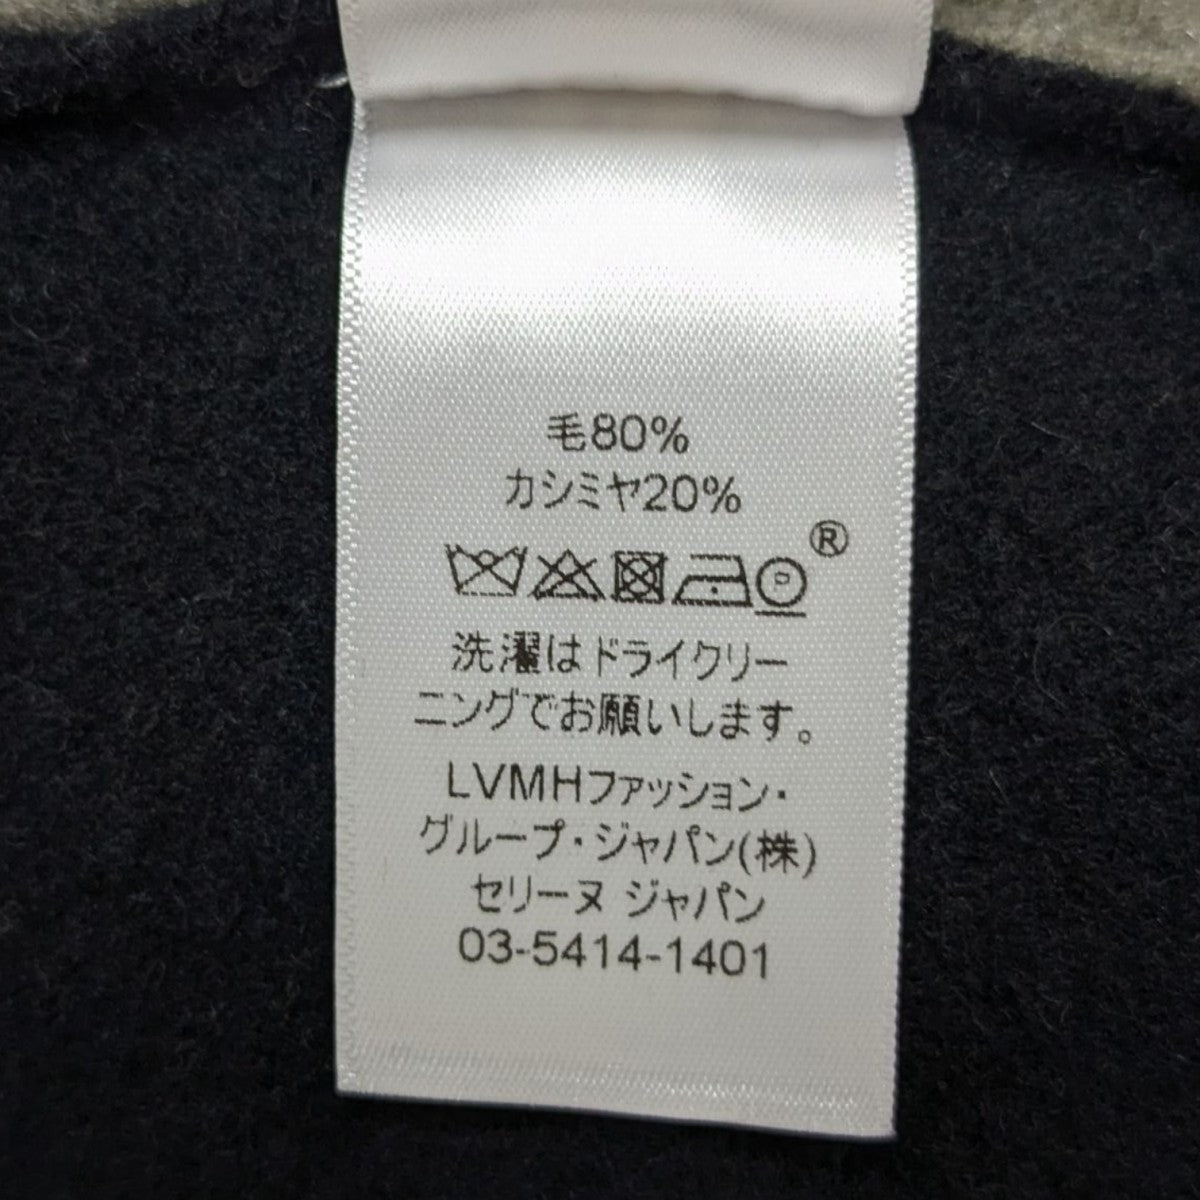 毛80%
カシミヤ20%
®
P
洗濯はドライクリー
ニングでお願いします。
LVMHファッション・
グループ・ジャパン(株)
セリーヌ ジャパン
03-5414-1401